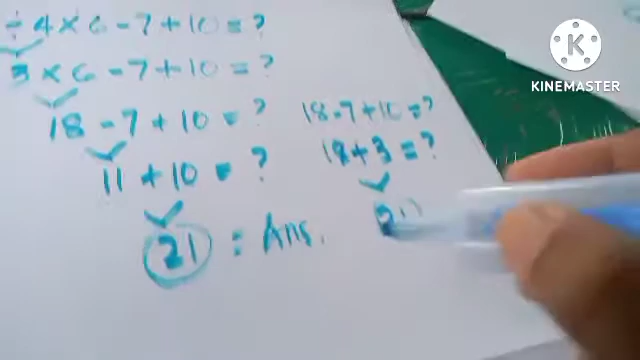 ÷ 4 × 6 - 7 + 10 = ?
3 × 6 - 7 + 10 = ?
18 - 7 + 10 = ?
11 + 10 = ?
21 = Ans.
18 - 7 + 10 = ?
18 + 3 = ?
21
K
KINEMASTER